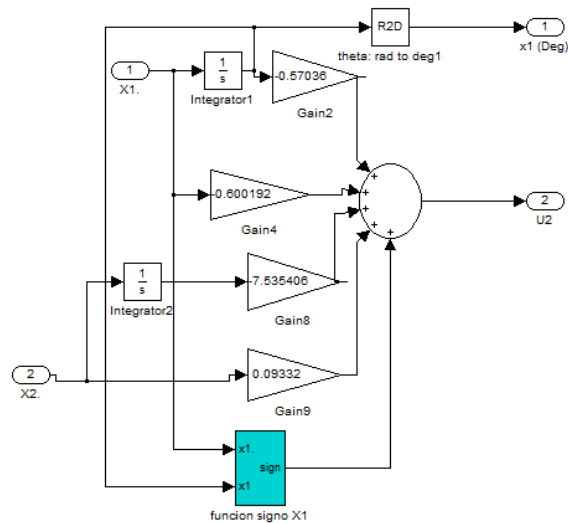 R2D
1
theta: rad to deg1
x1 (Deg)
1
X1.
1
s
Integrator1
-0.57036
Gain2
+
+
+
+
+
-0.600192
Gain4
2
U2
1
s
Integrator2
-7.535406
Gain8
2
X2.
0.09332
Gain9
x1.
sign
x1
funcion signo X1